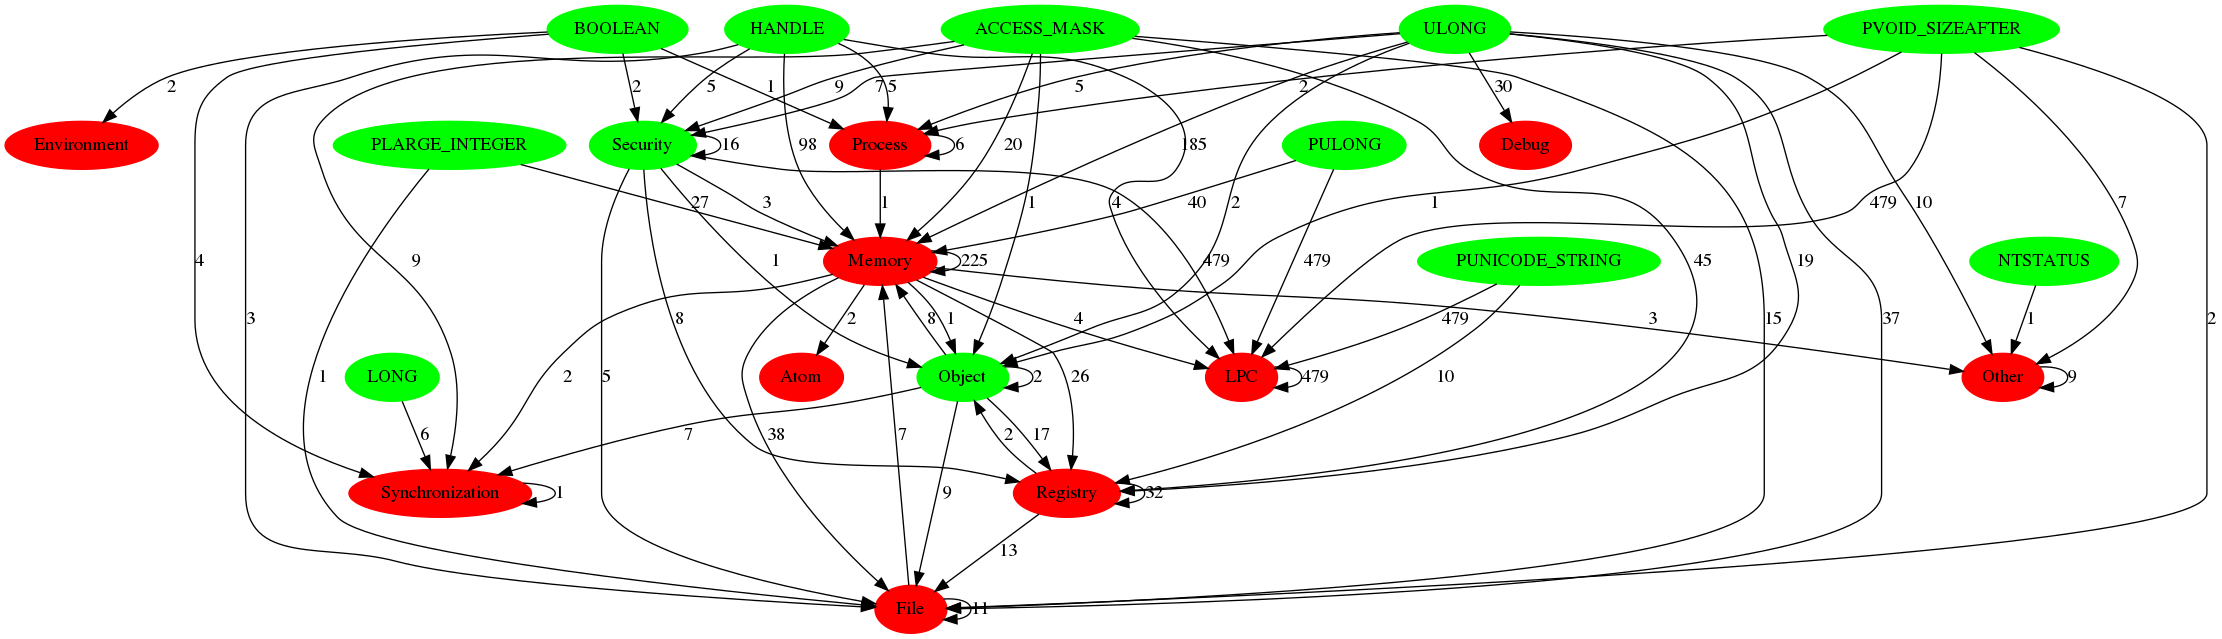 BOOLEAN HANDLE ACCESS_MASK ULONG PVOID_SIZEAFTER
2 2 5 1 9 75 5 2 30
Environment PLARGE_INTEGER Security 16 98 Process 6 20 185 PULONG Debug
4 9 27 3 1 1 4 40 2 1 479 10 7
Memory 225 479 479 PUNICODE_STRING 45 19 NTSTATUS
3 8 2 8 1 4 479 3 15 37 1 2
1 LONG 2 5 Atom Object 2 26 LPC 479 10 Other 9
6 7 38 7 2 17
Synchronization 1 9 Registry 32
13
File 11